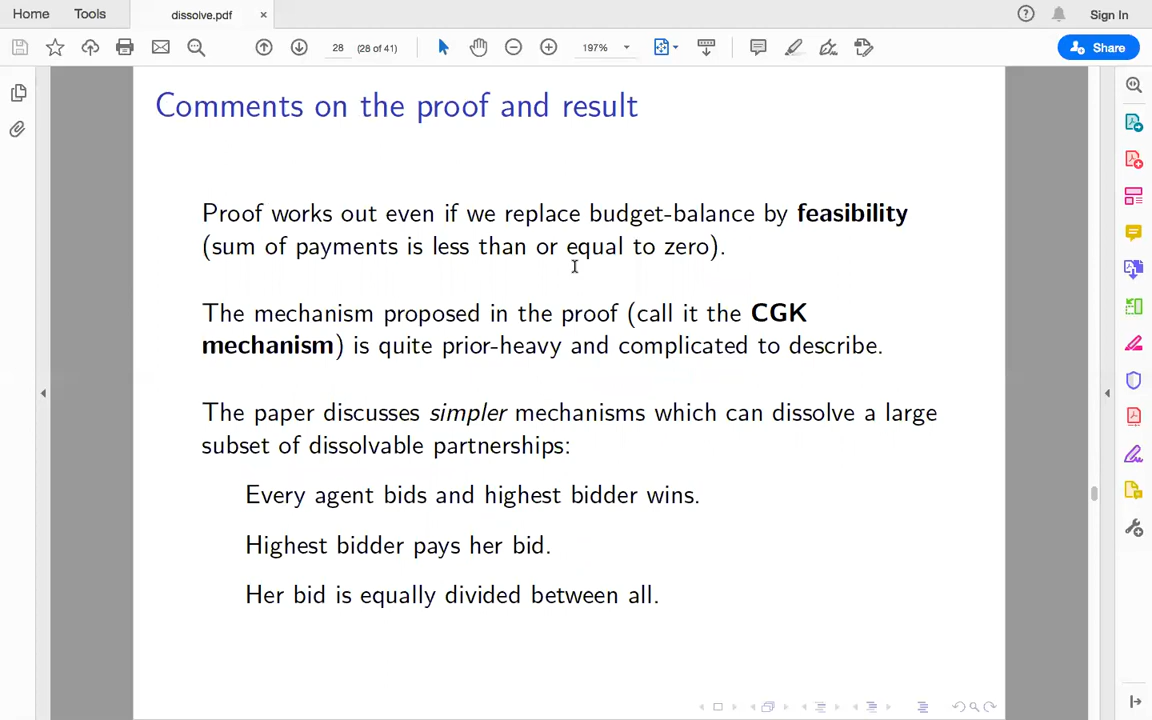 Home Tools dissolve.pdf × Sign In
28 (28 of 41) 197% Share
Comments on the proof and result
Proof works out even if we replace budget-balance by feasibility
(sum of payments is less than or equal to zero).
The mechanism proposed in the proof (call it the CGK
mechanism) is quite prior-heavy and complicated to describe.
The paper discusses simpler mechanisms which can dissolve a large
subset of dissolvable partnerships:
Every agent bids and highest bidder wins.
Highest bidder pays her bid.
Her bid is equally divided between all.